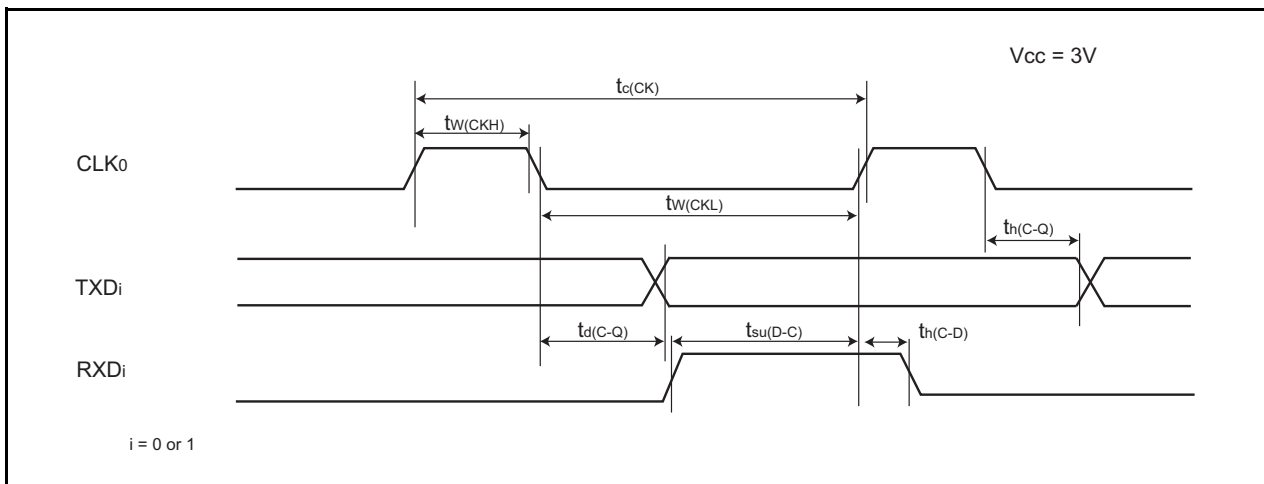 Vcc = 3V
tc(CK)
tW(CKH)
CLK0
tW(CKL)
th(C-Q)
TXDi
td(C-Q)
tsu(D-C)
th(C-D)
RXDi
i = 0 or 1